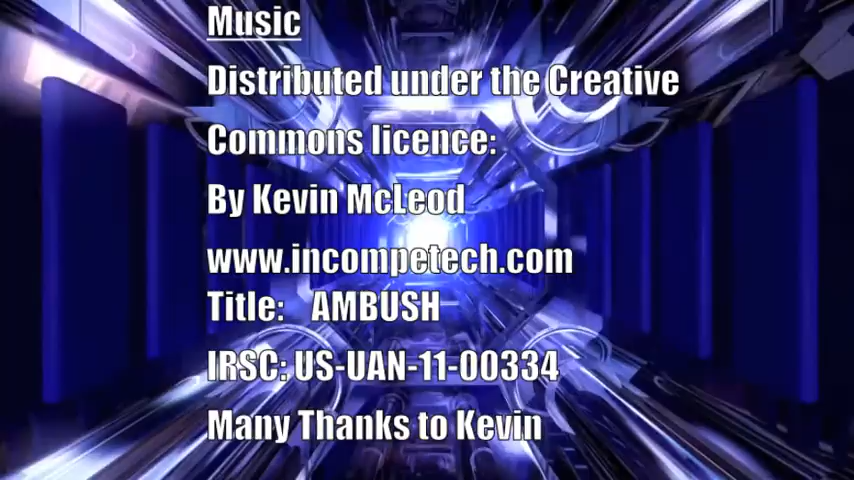 Music
Distributed under the Creative
Commons licence:
By Kevin McLeod
www.incompetech.com
Title: AMBUSH
IRSC: US-UAN-11-00334
Many Thanks to Kevin